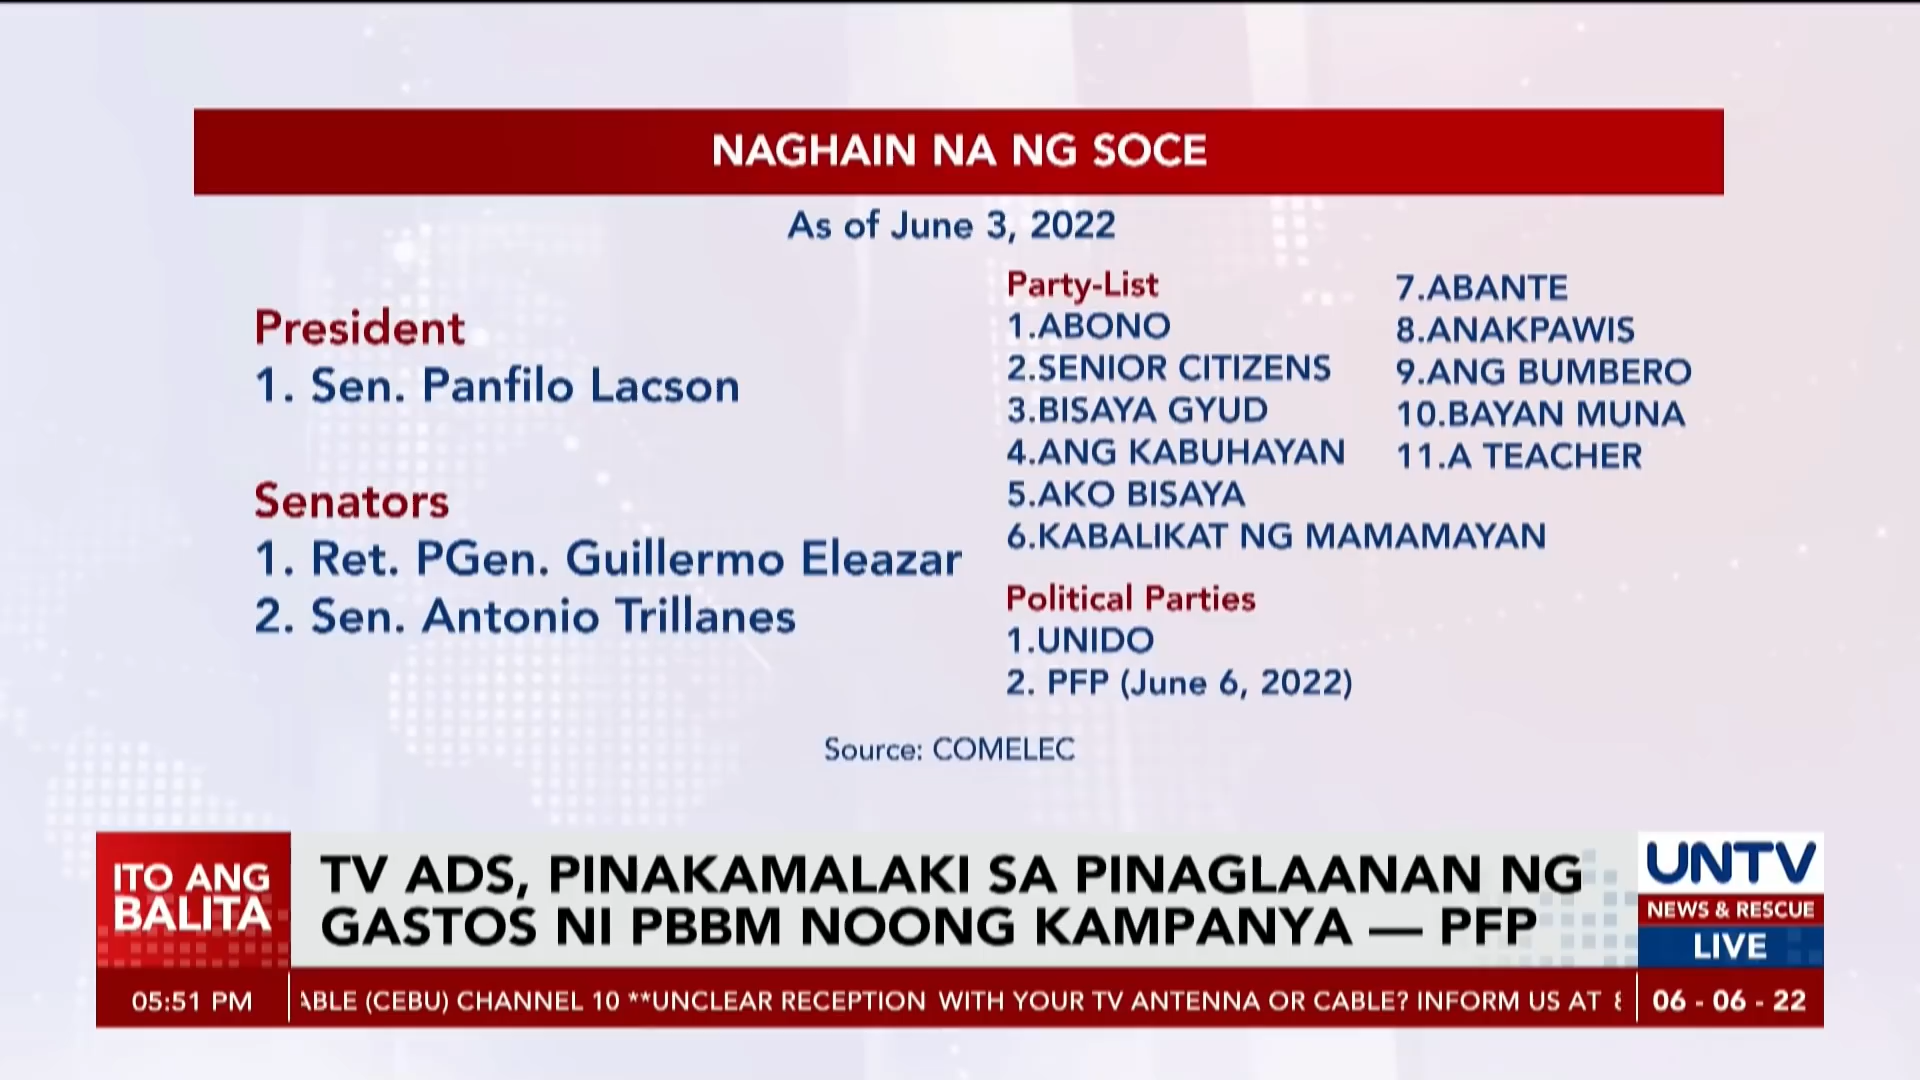 NAGHAIN NA NG SOCE
As of June 3, 2022
President
1. Sen. Panfilo Lacson
Senators
1. Ret. PGen. Guillermo Eleazar
2. Sen. Antonio Trillanes
Party-List
1.ABONO
2.SENIOR CITIZENS
3.BISAYA GYUD
4.ANG KABUHAYAN
5.AKO BISAYA
6.KABALIKAT NG MAMAMAYAN
7.ABANTE
8.ANAKPAWIS
9.ANG BUMBERO
10.BAYAN MUNA
11.A TEACHER
Political Parties
1.UNIDO
2. PFP (June 6, 2022)
Source: COMELEC
ITO ANG
BALITA
TV ADS, PINAKAMALAKI SA PINAGLAANAN NG
GASTOS NI PBBM NOONG KAMPANYA — PFP
UNTV
NEWS & RESCUE
LIVE
05:51 PM
(CEBU) CHANNEL 10 **UNCLEAR RECEPTION WITH YOUR TV ANTENNA OR CABLE? INFORM US AT
06 - 06 - 22